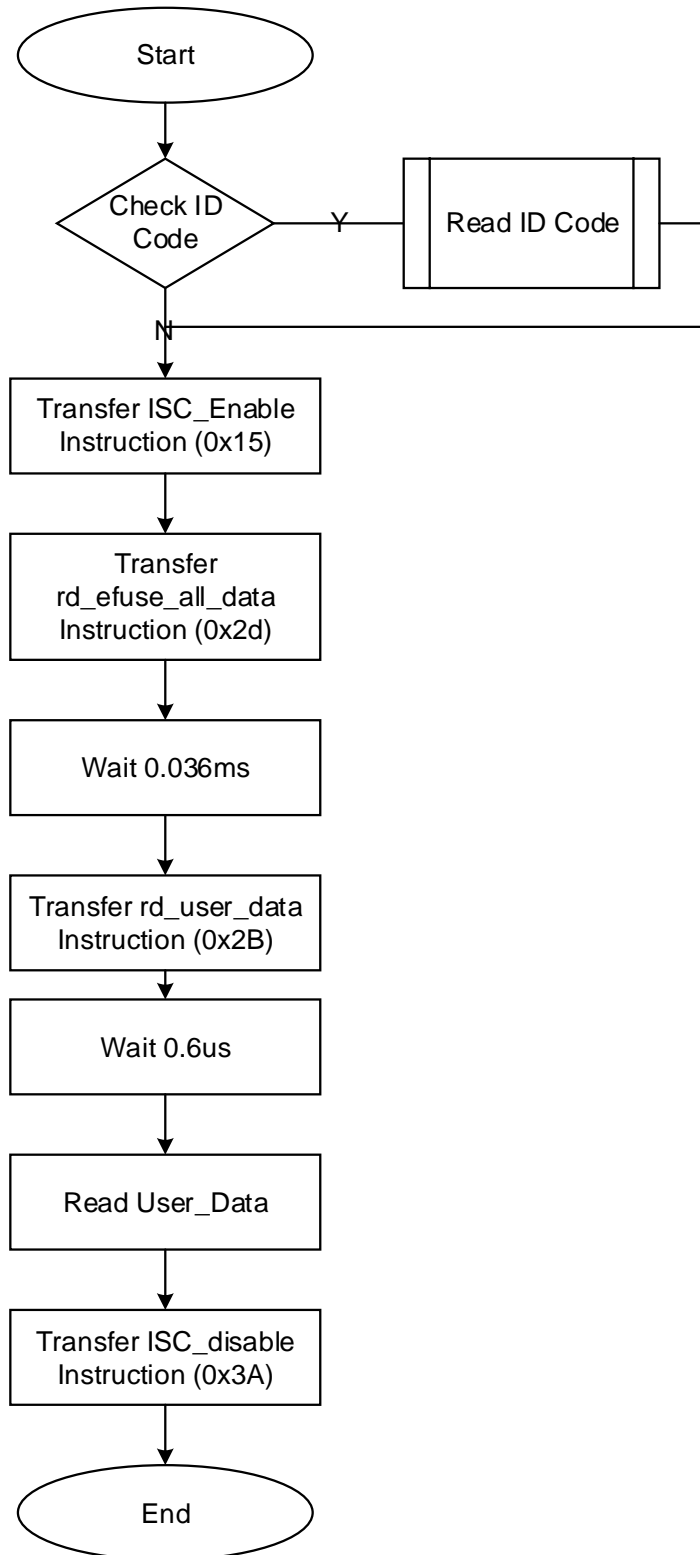 Start
Check ID
Code
Y
Read ID Code
N
Transfer ISC_Enable
Instruction (0x15)
Transfer
rd_efuse_all_data
Instruction (0x2d)
Wait 0.036ms
Transfer rd_user_data
Instruction (0x2B)
Wait 0.6us
Read User_Data
Transfer ISC_disable
Instruction (0x3A)
End